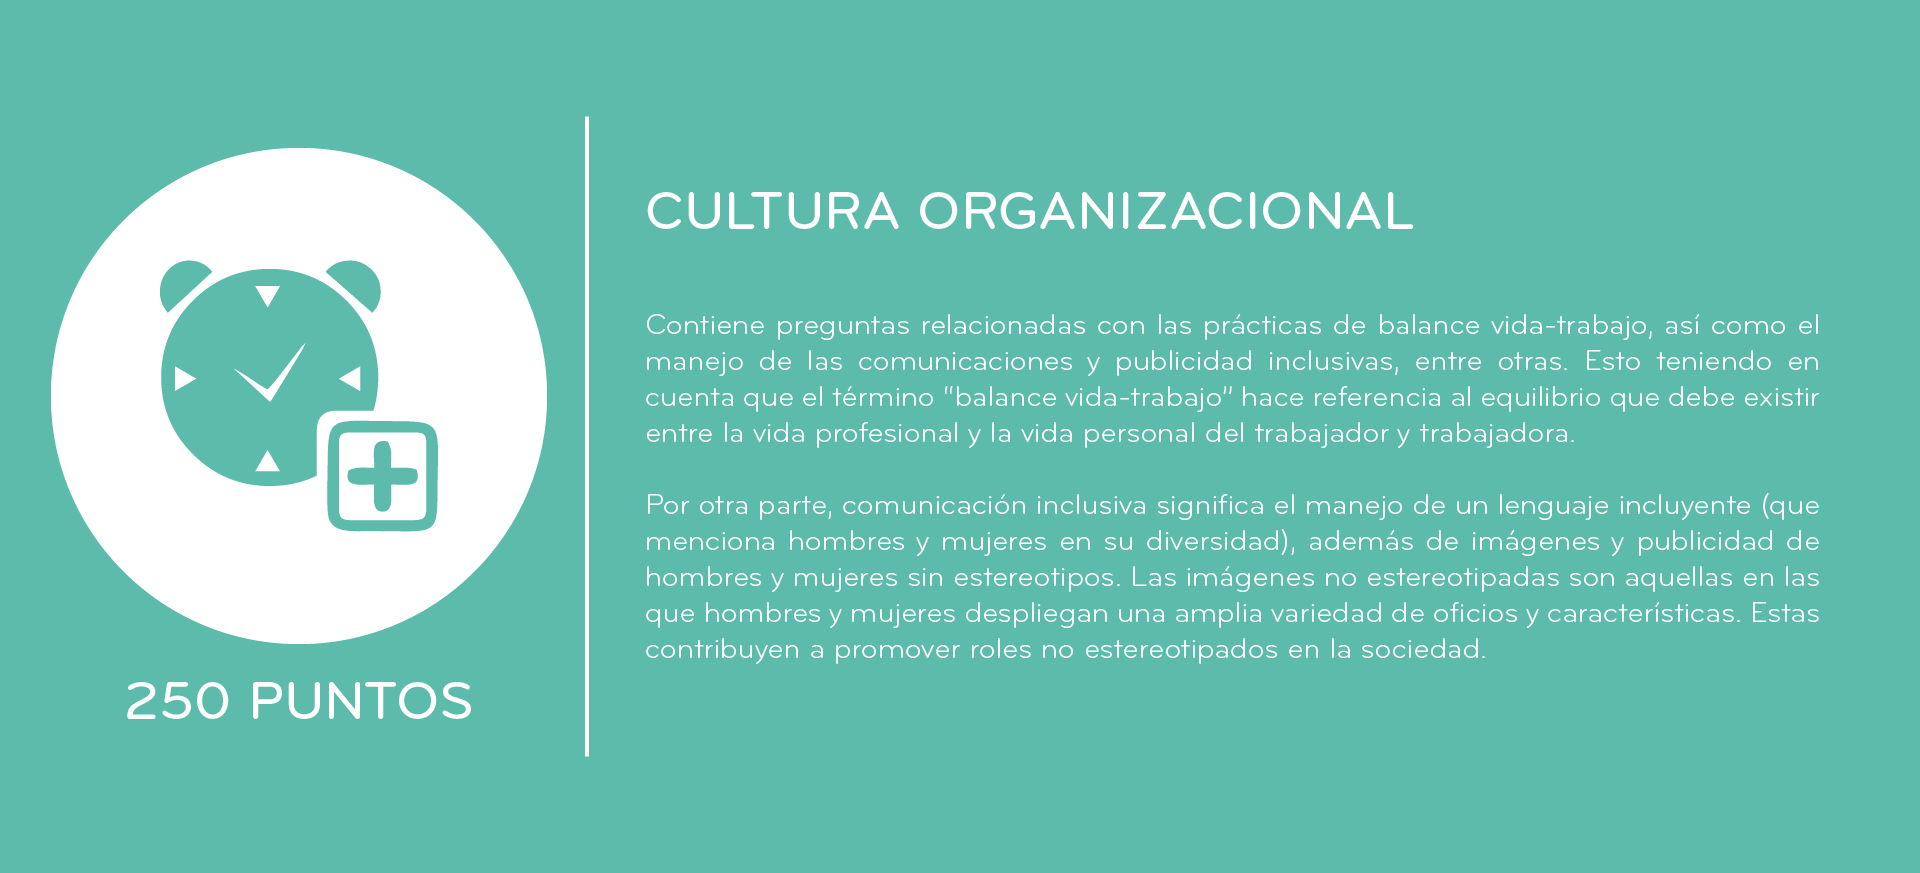 CULTURA ORGANIZACIONAL
Contiene preguntas relacionadas con las prácticas de balance vida-trabajo, así como el
manejo de las comunicaciones y publicidad inclusivas, entre otras. Esto teniendo en
cuenta que el término "balance vida-trabajo" hace referencia al equilibrio que debe existir
entre la vida profesional y la vida personal del trabajador y trabajadora.
Por otra parte, comunicación inclusiva significa el manejo de un lenguaje incluyente (que
menciona hombres y mujeres en su diversidad), además de imágenes y publicidad de
hombres y mujeres sin estereotipos. Las imágenes no estereotipadas son aquellas en las
que hombres y mujeres despliegan una amplia variedad de oficios y características. Estas
contribuyen a promover roles no estereotipados en la sociedad.
250 PUNTOS